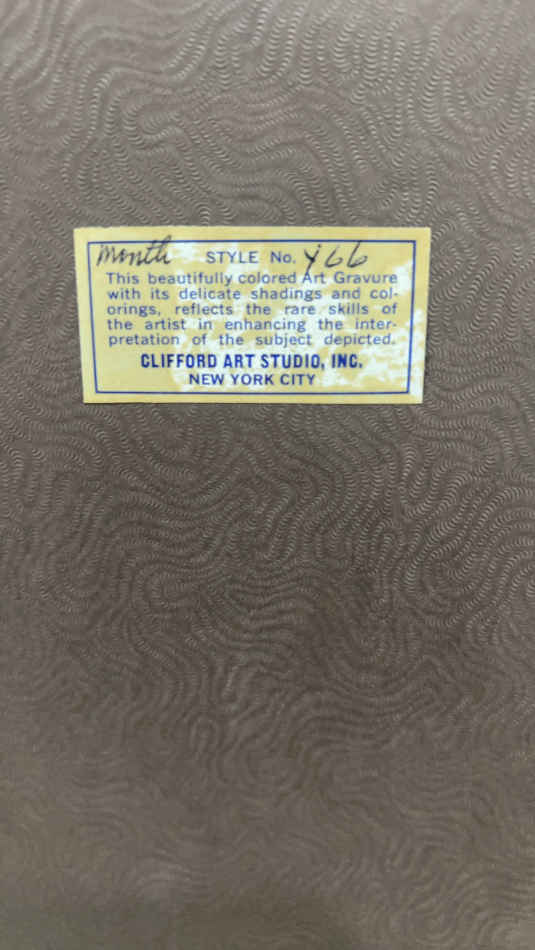 month STYLE No. Y66
This beautifully colored Art Gravure
with its delicate shadings and col-
orings, reflects the rare skills of
the artist in enhancing the inter-
pretation of the subject depicted.
CLIFFORD ART STUDIO, INC.
NEW YORK CITY